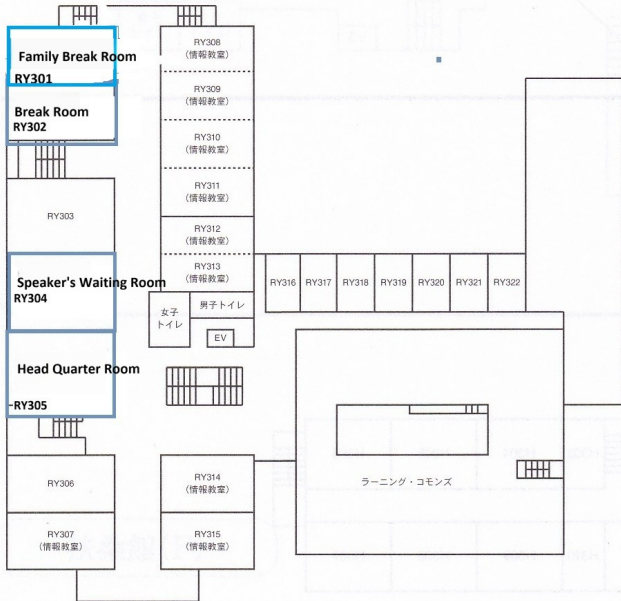 Family Break Room
RY301
Break Room
RY302
RY303
Speaker's Waiting Room
RY304
Head Quarter Room
RY305
RY306
RY307
(情報教室)
RY308
(情報教室)
RY309
(情報教室)
RY310
(情報教室)
RY311
(情報教室)
RY312
(情報教室)
RY313
(情報教室)
女子
トイレ
男子トイレ
EV
RY314
(情報教室)
RY315
(情報教室)
RY316
RY317
RY318
RY319
RY320
RY321
RY322
ラーニング・コモンズ